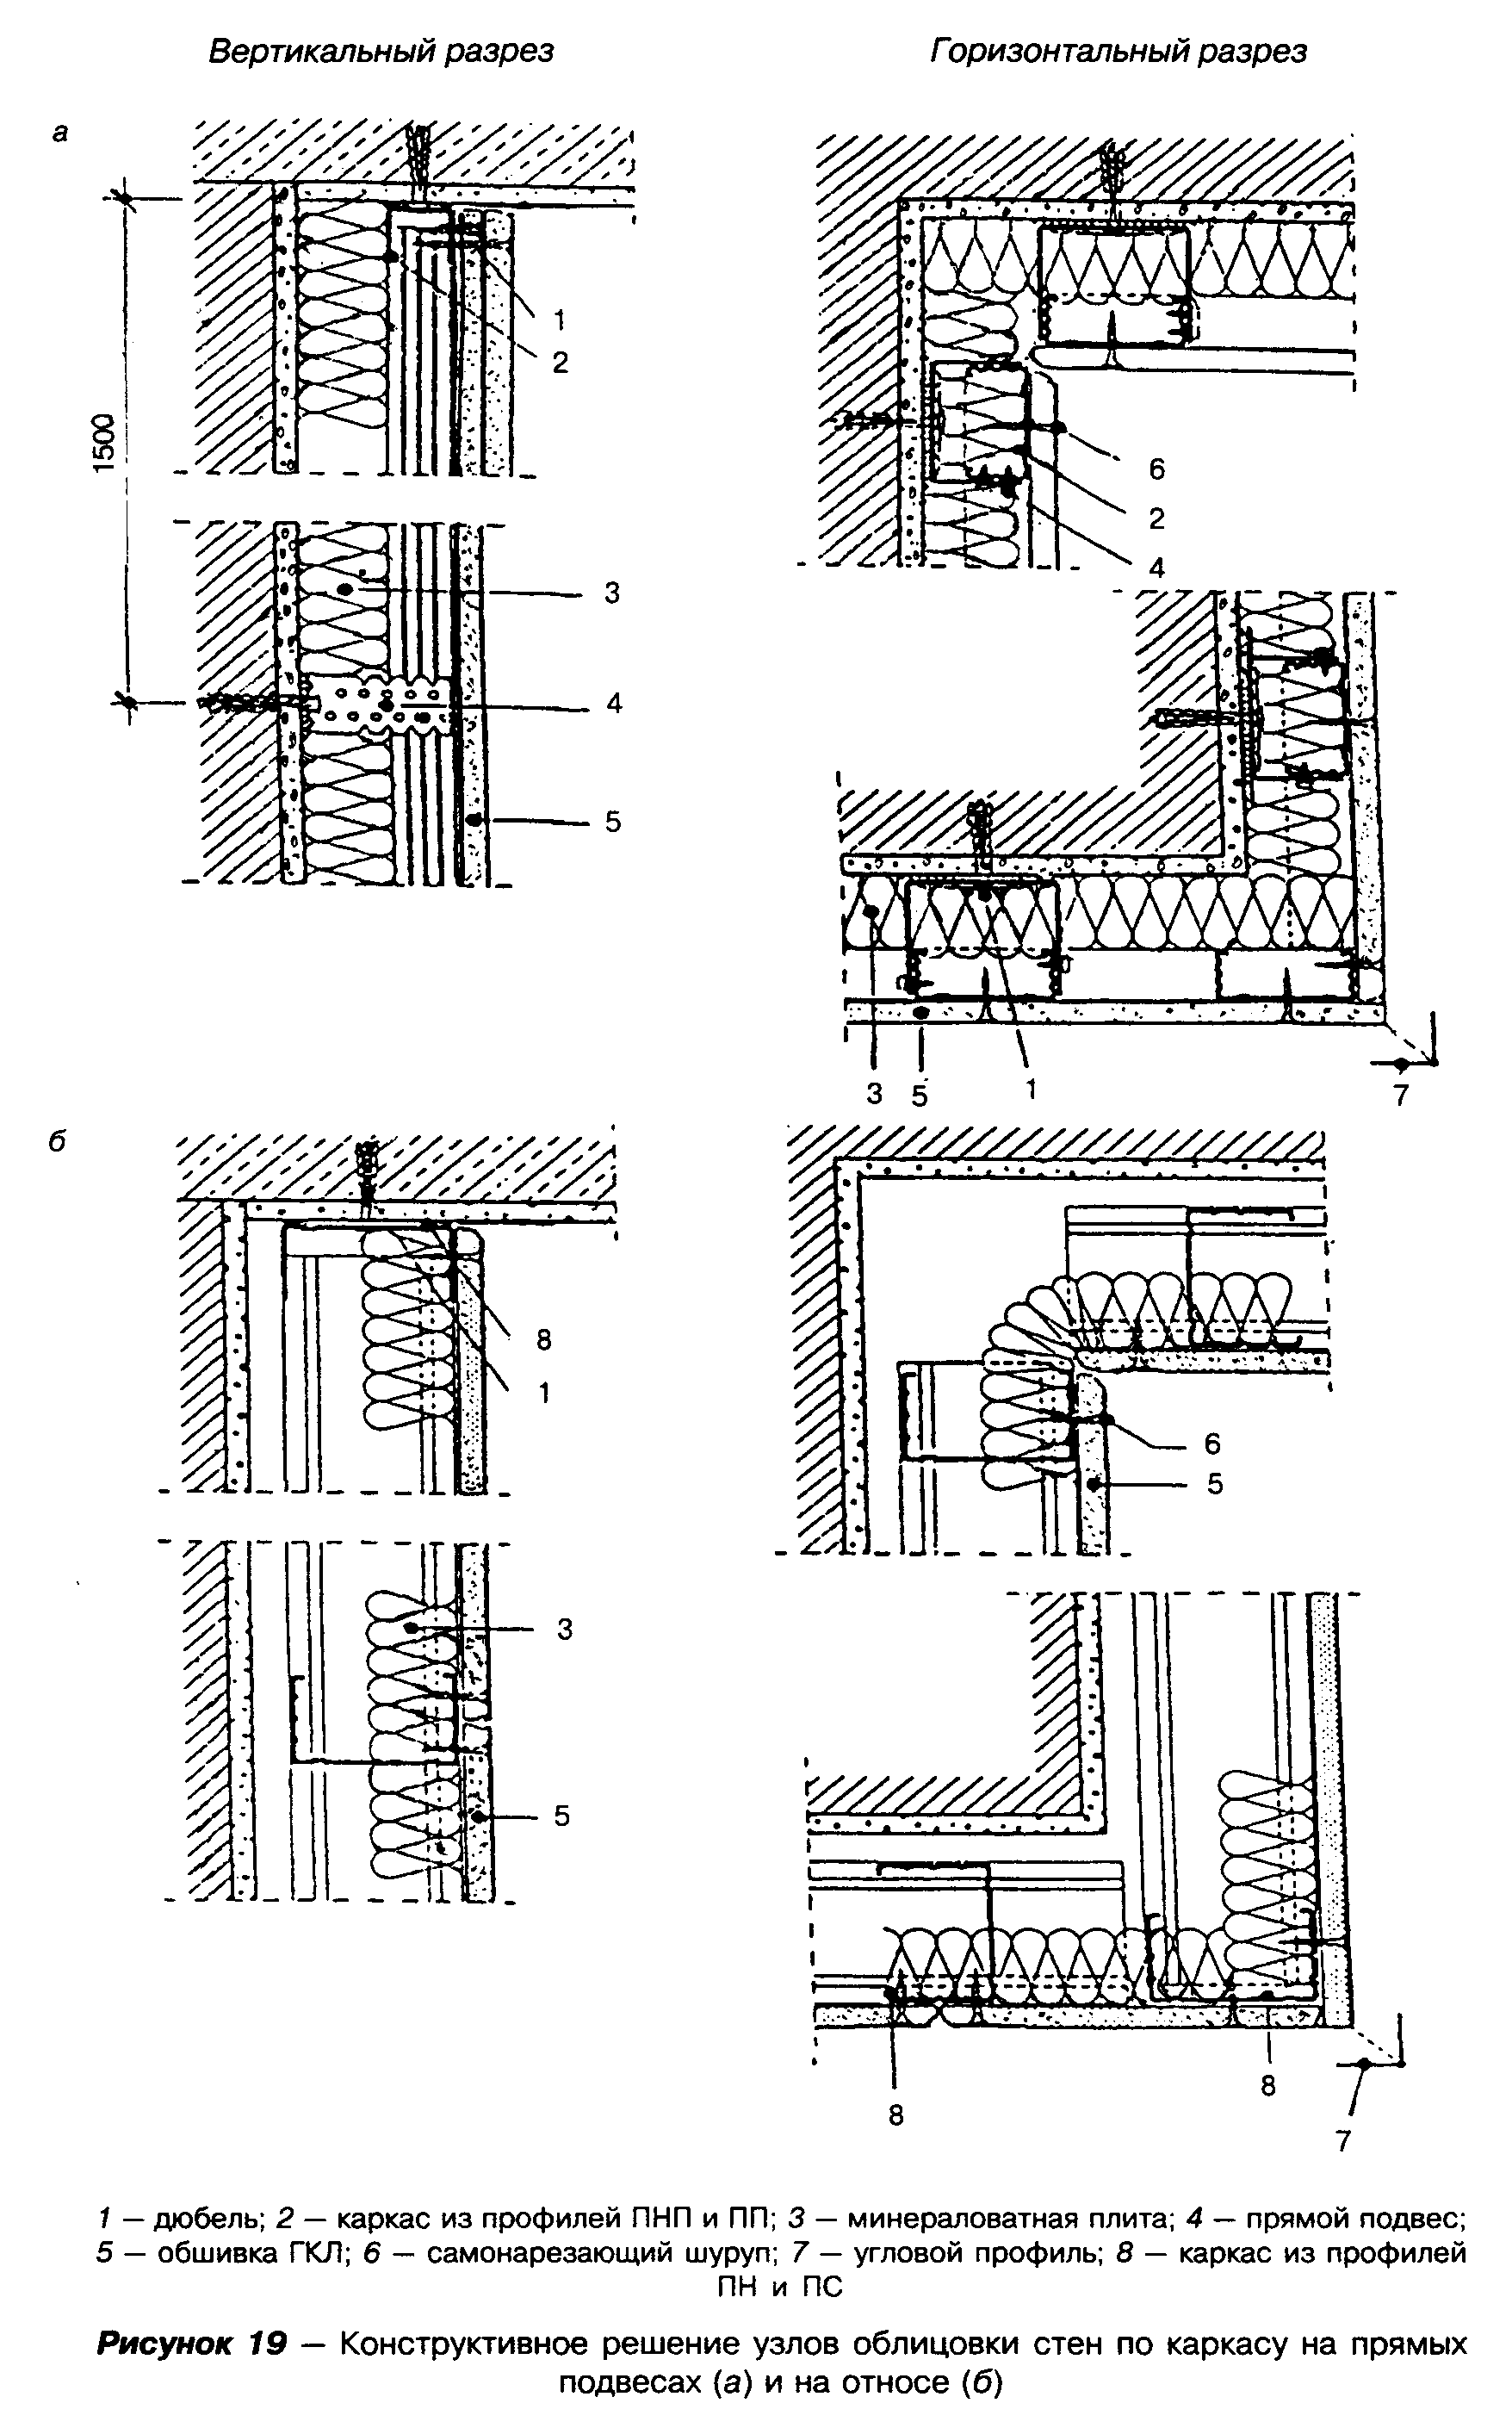 Вертикальный разрез
Горизонтальный разрез
а
1500
1
2
3
4
5
6
2
4
3
5
1
7
б
8
1
3
5
6
5
8
8
7
1 — дюбель; 2 — каркас из профилей ПНП и ПП; 3 — минераловатная плита; 4 — прямой подвес;
5 — обшивка ГКЛ; 6 — самонарезающий шуруп; 7 — угловой профиль; 8 — каркас из профилей
ПН и ПС
Рисунок 19 — Конструктивное решение узлов облицовки стен по каркасу на прямых
подвесах (а) и на относе (б)